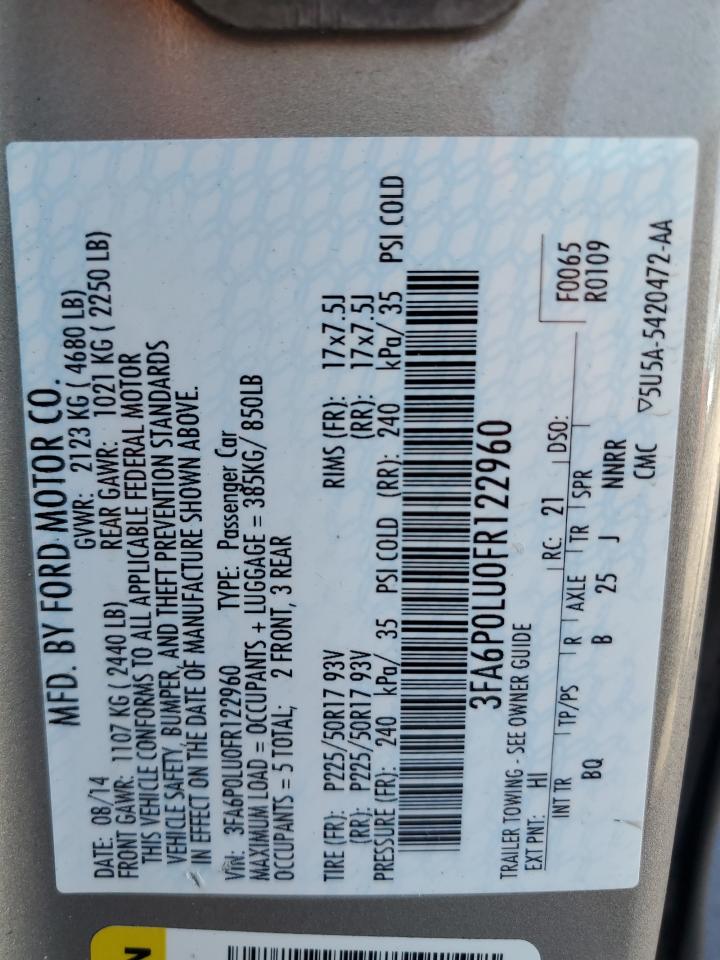 MFD. BY FORD MOTOR CO.
DATE: 08/14 GVWR: 2123 KG ( 4680 LB)
FRONT GAWR: 1107 KG ( 2440 LB) REAR GAWR: 1021 KG ( 2250 LB)
THIS VEHICLE CONFORMS TO ALL APPLICABLE FEDERAL MOTOR
VEHICLE SAFETY, BUMPER, AND THEFT PREVENTION STANDARDS
IN EFFECT ON THE DATE OF MANUFACTURE SHOWN ABOVE.
VIN: 3FA6P0LU0FR122960 TYPE: Passenger Car
MAXIMUM LOAD = OCCUPANTS + LUGGAGE = 385KG/ 850LB
OCCUPANTS = 5 TOTAL; 2 FRONT, 3 REAR
TIRE (FR): P225/50R17 93V RIMS (FR): 17x7.5J
(RR): P225/50R17 93V (RR): 17x7.5J
PRESSURE (FR): 240 kPa/ 35 PSI COLD (RR): 240 kPa/ 35 PSI COLD
3FA6P0LU0FR122960
TRAILER TOWING - SEE OWNER GUIDE
EXT PNT: HI RC: 21 DSO: F0065
R0109
INT TR TP/PS R AXLE TR SPR
BQ B 25 J NNRR
CMC ▽5U5A-5420472-AA
N